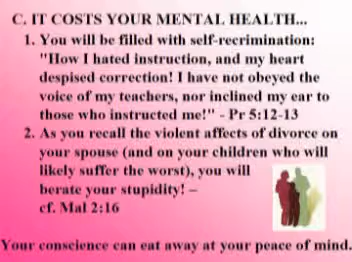 C. IT COSTS YOUR MENTAL HEALTH...
1. You will be filled with self-recrimination:
"How I hated instruction, and my heart
despised correction! I have not obeyed the
voice of my teachers, nor inclined my ear to
those who instructed me!" - Pr 5:12-13
2. As you recall the violent affects of divorce on
your spouse (and on your children who will
likely suffer the worst), you will
berate your stupidity! –
cf. Mal 2:16
Your conscience can eat away at your peace of mind.